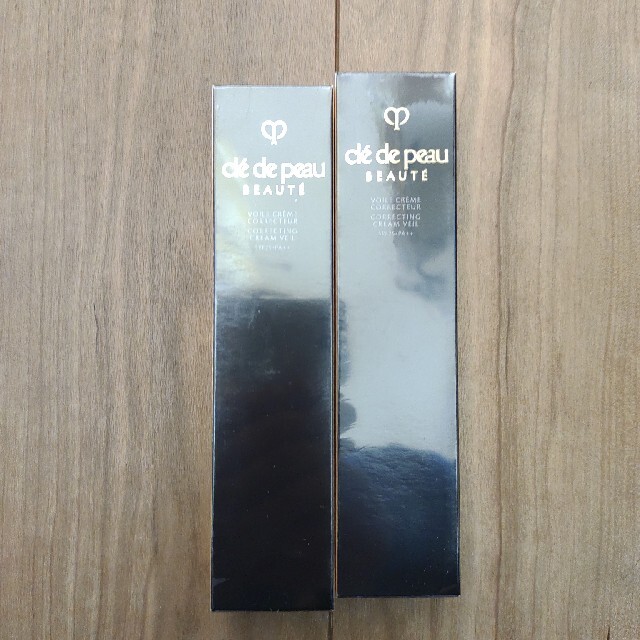 clé de peau
BEAUTÉ
VOILE CRÈME
CORRECTEUR
CORRECTING
CREAM VEIL
clé de peau
BEAUTÉ
VOILE CRÈME
CORRECTEUR
CORRECTING
CREAM VEIL